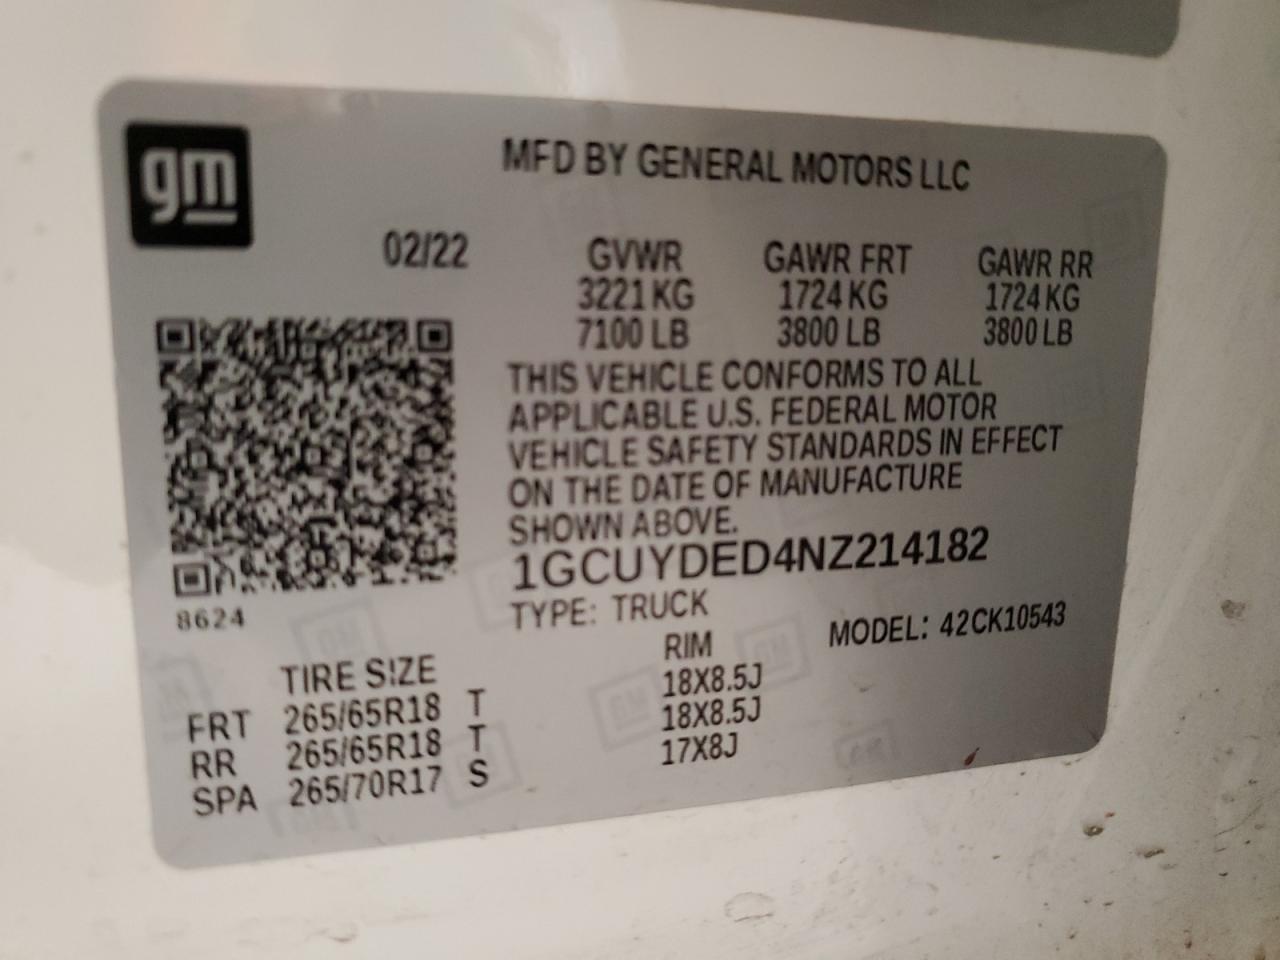 gm
MFD BY GENERAL MOTORS LLC
02/22 GVWR GAWR FRT GAWR RR
3221 KG 1724 KG 1724 KG
7100 LB 3800 LB 3800 LB
THIS VEHICLE CONFORMS TO ALL
APPLICABLE U.S. FEDERAL MOTOR
VEHICLE SAFETY STANDARDS IN EFFECT
ON THE DATE OF MANUFACTURE
SHOWN ABOVE.
1GCUYDED4NZ214182
8624
TYPE: TRUCK MODEL: 42CK10543
TIRE SIZE RIM
FRT 265/65R18 T 18X8.5J
RR 265/65R18 T 18X8.5J
SPA 265/70R17 S 17X8J